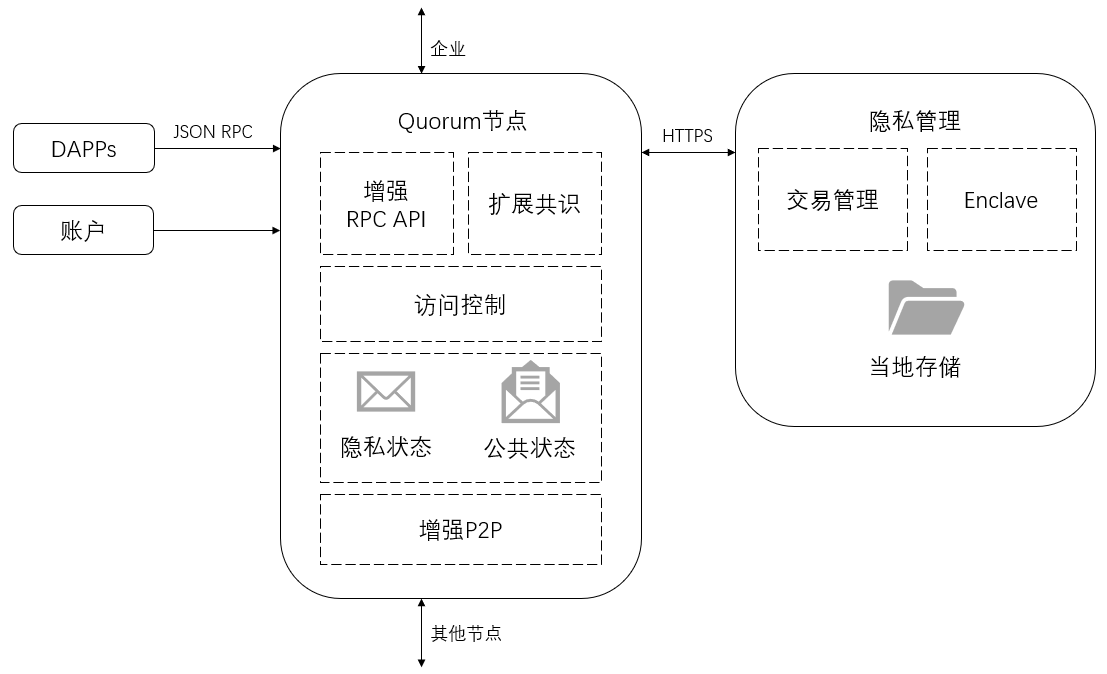 企业
Quorum节点
隐私管理
JSON RPC
HTTPS
DAPPs
增强
RPC API
扩展共识
交易管理
Enclave
账户
访问控制
当地存储
隐私状态
公共状态
增强P2P
其他节点